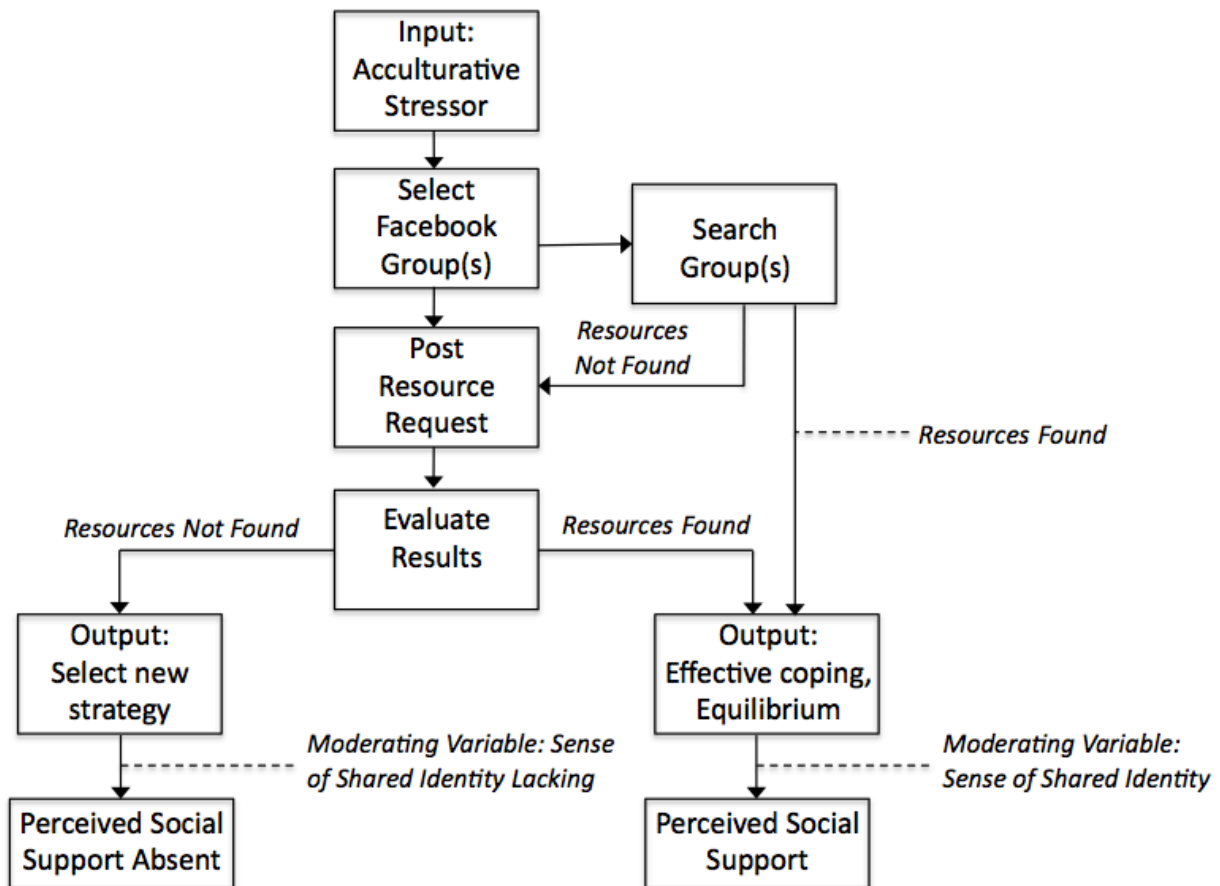 Input:
Acculturative
Stressor
Select
Facebook
Group(s)
Search
Group(s)
Resources
Not Found
Post
Resource
Request
Resources Found
Evaluate
Results
Resources Not Found
Resources Found
Output:
Select new
strategy
Output:
Effective coping,
Equilibrium
Moderating Variable: Sense
of Shared Identity Lacking
Moderating Variable:
Sense of Shared Identity
Perceived Social
Support Absent
Perceived Social
Support